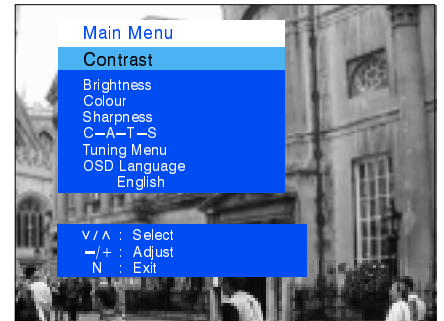 Main Menu
Contrast
Brightness
Colour
Sharpness
C–A–T–S
Tuning Menu
OSD Language
English
∨/∧ : Select
–/+ : Adjust
N : Exit